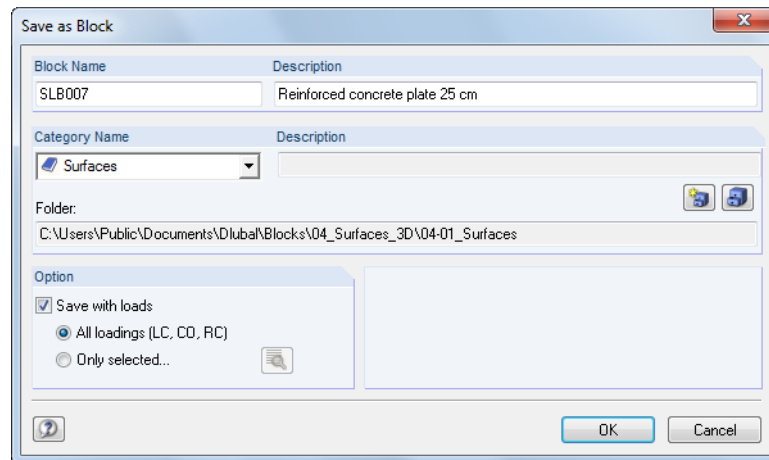 Save as Block
Block Name Description
SLB007 Reinforced concrete plate 25 cm
Category Name Description
Surfaces
Folder:
C:\Users\Public\Documents\Dlubal\Blocks\04_Surfaces_3D\04-01_Surfaces
Option
Save with loads
All loadings (LC, CO, RC)
Only selected...
OK Cancel